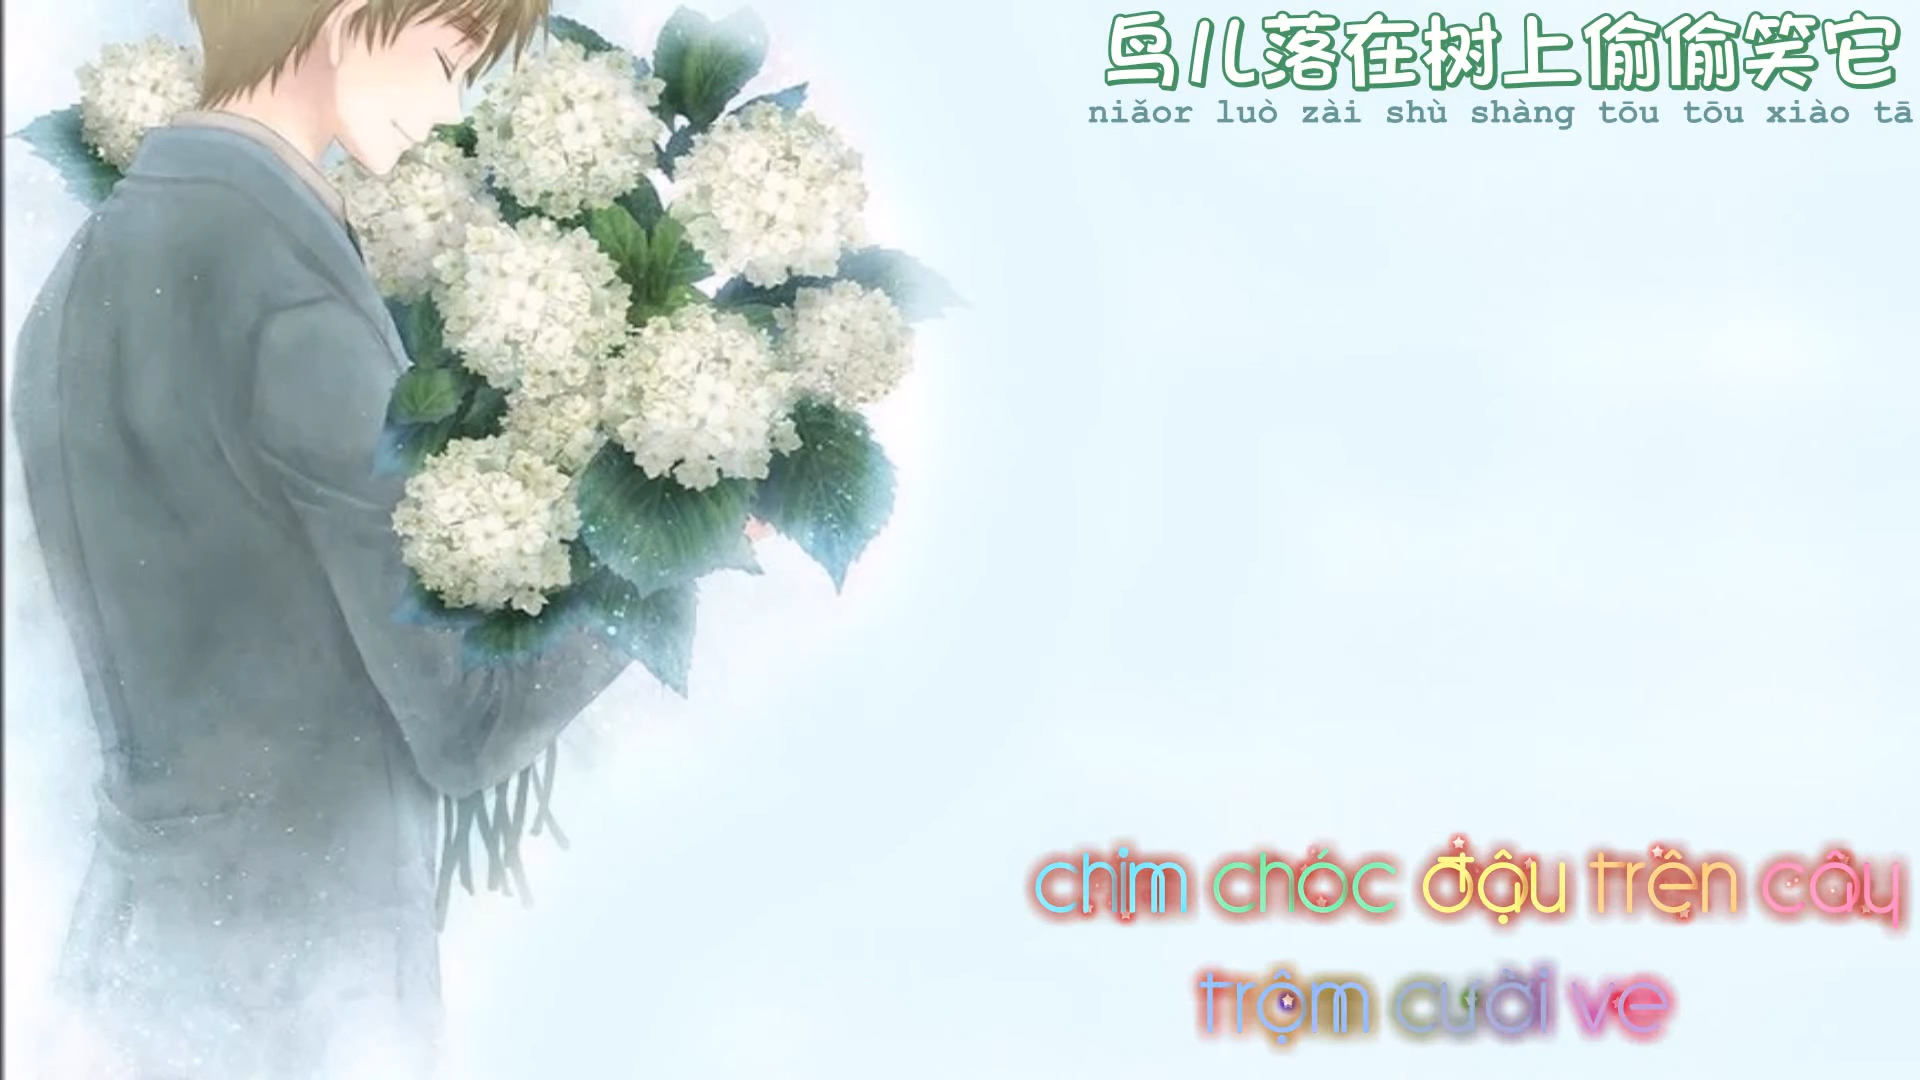 鸟儿落在树上偷偷笑它
niǎor luò zài shù shàng tōu tōu xiào tā
chim chóc đậu trên cây
trộm cười ve